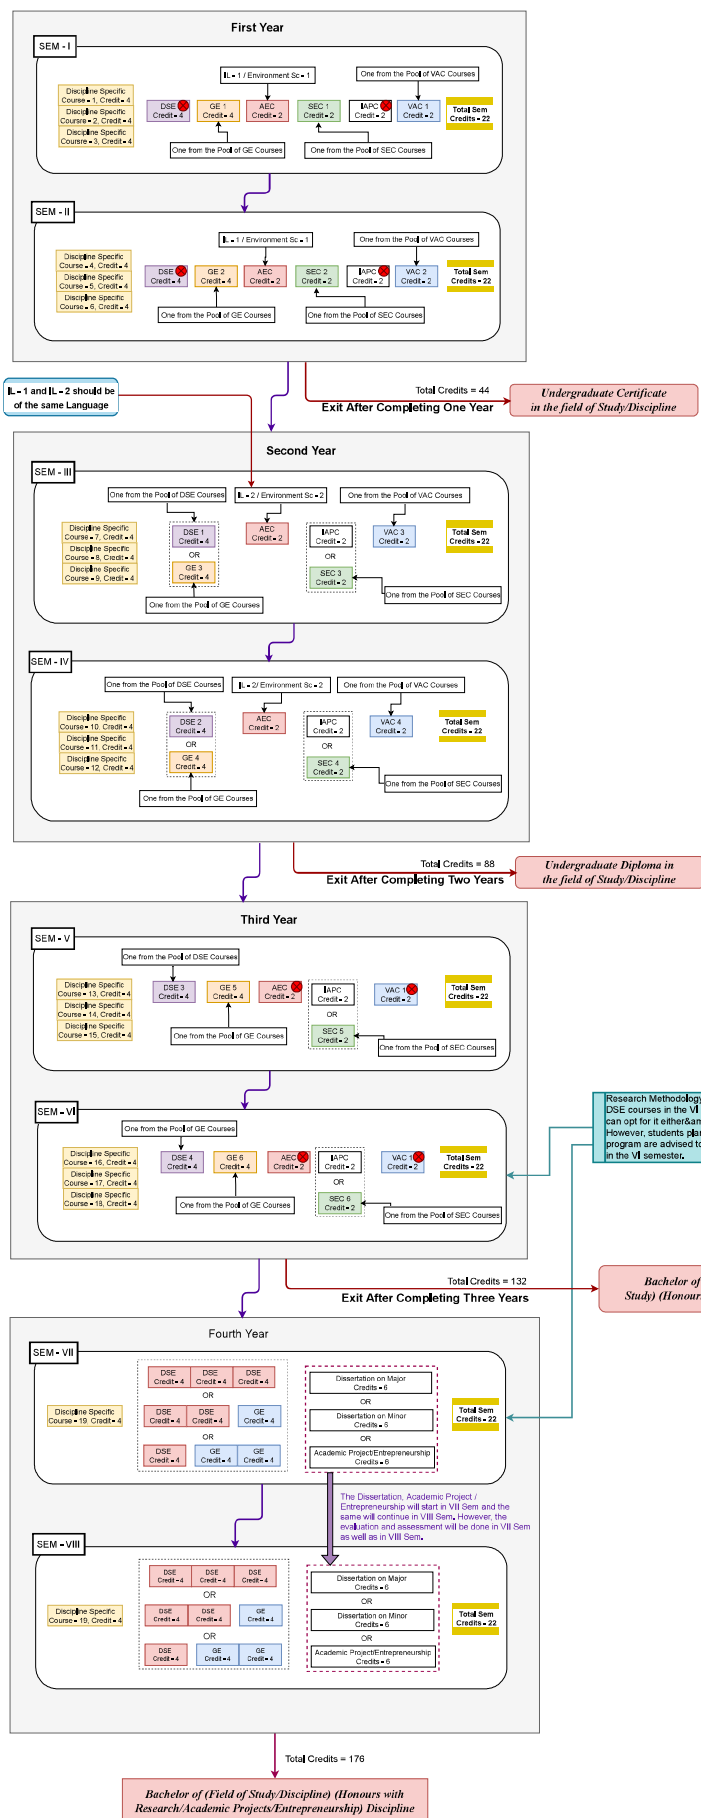 First Year
SEM - I
IL - 1 / Environment Sc - 1
One from the Pool of VAC Courses
Discipline Specific
Course - 1, Credit - 4
Discipline Specific
Course - 2, Credit - 4
Discipline Specific
Coursre - 3, Credit - 4
DSE
Credit - 4
GE 1
Credit - 4
AEC
Credit - 2
SEC 1
Credit - 2
IAPC
Credit - 2
VAC 1
Credit - 2
Total Sem
Credits - 22
One from the Pool of GE Courses
One from the Pool of SEC Courses
SEM - II
IL - 1 / Environment Sc - 1
One from the Pool of VAC Courses
Discipline Specific
Course - 4, Credit - 4
Discipline Specific
Course - 5, Credit - 4
Discipline Specific
Course - 6, Credit - 4
DSE
Credit - 4
GE 2
Credit - 4
AEC
Credit - 2
SEC 2
Credit - 2
IAPC
Credit - 2
VAC 2
Credit - 2
Total Sem
Credits - 22
One from the Pool of GE Courses
One from the Pool of SEC Courses
IL - 1 and IL - 2 should be
of the same Language
Total Credits = 44
Exit After Completing One Year
Undergraduate Certificate
in the field of Study/Discipline
Second Year
SEM - III
One from the Pool of DSE Courses
IL - 2 / Environment Sc - 2
One from the Pool of VAC Courses
Discipline Specific
Course - 7, Credit - 4
Discipline Specific
Course - 8, Credit - 4
Discipline Specific
Course - 9, Credit - 4
DSE 1
Credit - 4
OR
GE 3
Credit - 4
AEC
Credit - 2
IAPC
Credit - 2
OR
SEC 3
Credit - 2
VAC 3
Credit - 2
Total Sem
Credits - 22
One from the Pool of GE Courses
One from the Pool of SEC Courses
SEM - IV
One from the Pool of DSE Courses
IL - 2/ Environment Sc - 2
One from the Pool of VAC Courses
Discipline Specific
Course - 10, Credit - 4
Discipline Specific
Course - 11, Credit - 4
Discipline Specific
Course - 12, Credit - 4
DSE 2
Credit - 4
OR
GE 4
Credit - 4
AEC
Credit - 2
IAPC
Credit - 2
OR
SEC 4
Credit - 2
VAC 4
Credit - 2
Total Sem
Credits - 22
One from the Pool of GE Courses
One from the Pool of SEC Courses
Total Credits = 88
Exit After Completing Two Years
Undergraduate Diploma in
the field of Study/Discipline
Third Year
SEM - V
One from the Pool of DSE Courses
Discipline Specific
Course - 13, Credit - 4
Discipline Specific
Course - 14, Credit - 4
Discipline Specific
Course - 15, Credit - 4
DSE 3
Credit - 4
GE 5
Credit - 4
AEC
Credit - 2
IAPC
Credit - 2
OR
SEC 5
Credit - 2
VAC 1
Credit - 2
Total Sem
Credits - 22
One from the Pool of GE Courses
One from the Pool of SEC Courses
SEM - VI
One from the Pool of GE Courses
Discipline Specific
Course - 16, Credit - 4
Discipline Specific
Course - 17, Credit - 4
Discipline Specific
Course - 18, Credit - 4
DSE 4
Credit - 4
GE 6
Credit - 4
AEC
Credit - 2
IAPC
Credit - 2
OR
SEC 6
Credit - 2
VAC 1
Credit - 2
Total Sem
Credits - 22
One from the Pool of GE Courses
One from the Pool of SEC Courses
Research Methodology
DSE courses in the VI
can opt for it either&am
However, students plan
program are advised to
in the VI semester.
Total Credits = 132
Exit After Completing Three Years
Bachelor of
Study) (Honour
Fourth Year
SEM - VII
Discipline Specific
Course - 19, Credit - 4
DSE
Credit - 4
DSE
Credit - 4
DSE
Credit - 4
OR
DSE
Credit - 4
DSE
Credit - 4
GE
Credit - 4
OR
DSE
Credit - 4
GE
Credit - 4
GE
Credit - 4
Dissertation on Major
Credits - 6
OR
Dissertation on Minor
Credits - 6
OR
Academic Project/Entrepreneurship
Credits - 6
Total Sem
Credits - 22
The Dissertation, Academic Project /
Entrepreneurship will start in VII Sem and the
same will continue in VIII Sem. However, the
evaluation and assessment will be done in VII Sem
as well as in VIII Sem.
SEM - VIII
Discipline Specific
Course - 19, Credit - 4
DSE
Credit - 4
DSE
Credit - 4
DSE
Credit - 4
OR
DSE
Credit - 4
DSE
Credit - 4
GE
Credit - 4
OR
DSE
Credit - 4
GE
Credit - 4
GE
Credit - 4
Dissertation on Major
Credits - 6
OR
Dissertation on Minor
Credits - 6
OR
Academic Project/Entrepreneurship
Credits - 6
Total Sem
Credits - 22
Total Credits = 176
Bachelor of (Field of Study/Discipline) (Honours with
Research/Academic Projects/Entrepreneurship) Discipline